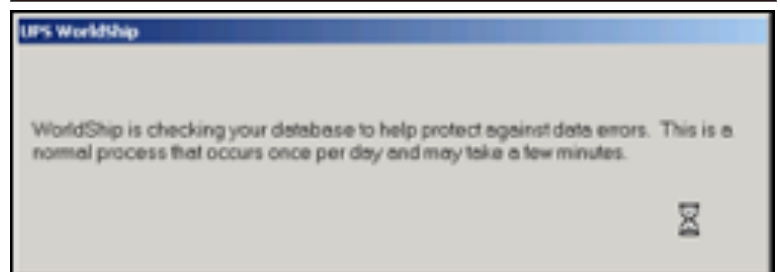 UPS WorldShip
WorldShip is checking your database to help protect against data errors. This is a
normal process that occurs once per day and may take a few minutes.